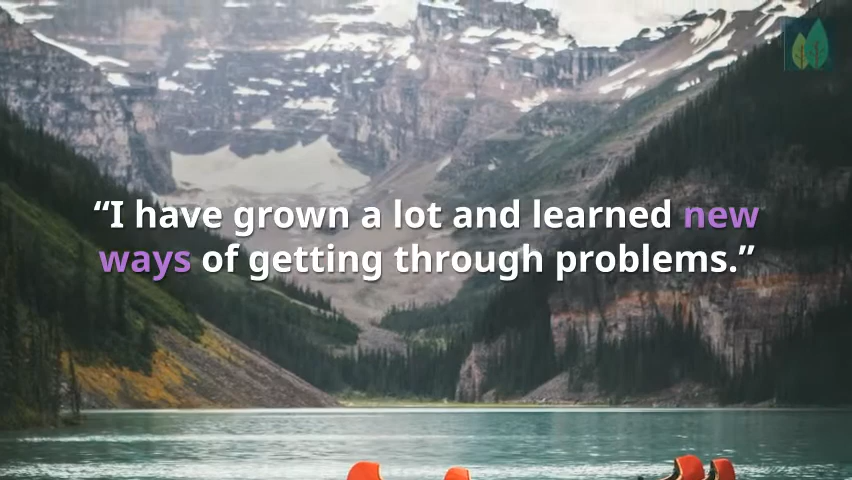 “I have grown a lot and learned new
ways of getting through problems.”